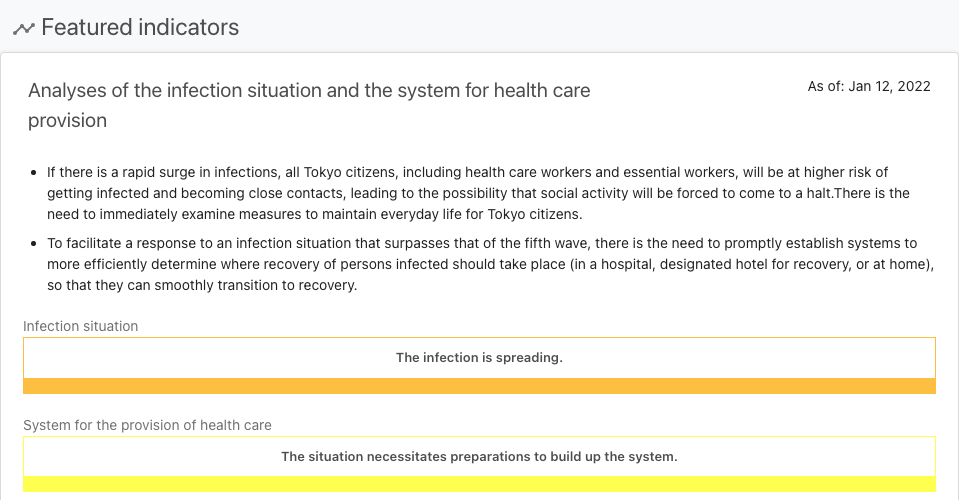 Featured indicators
Analyses of the infection situation and the system for health care
provision
As of: Jan 12, 2022
If there is a rapid surge in infections, all Tokyo citizens, including health care workers and essential workers, will be at higher risk of
getting infected and becoming close contacts, leading to the possibility that social activity will be forced to come to a halt.There is the
need to immediately examine measures to maintain everyday life for Tokyo citizens.
To facilitate a response to an infection situation that surpasses that of the fifth wave, there is the need to promptly establish systems to
more efficiently determine where recovery of persons infected should take place (in a hospital, designated hotel for recovery, or at home),
so that they can smoothly transition to recovery.
Infection situation
The infection is spreading.
System for the provision of health care
The situation necessitates preparations to build up the system.